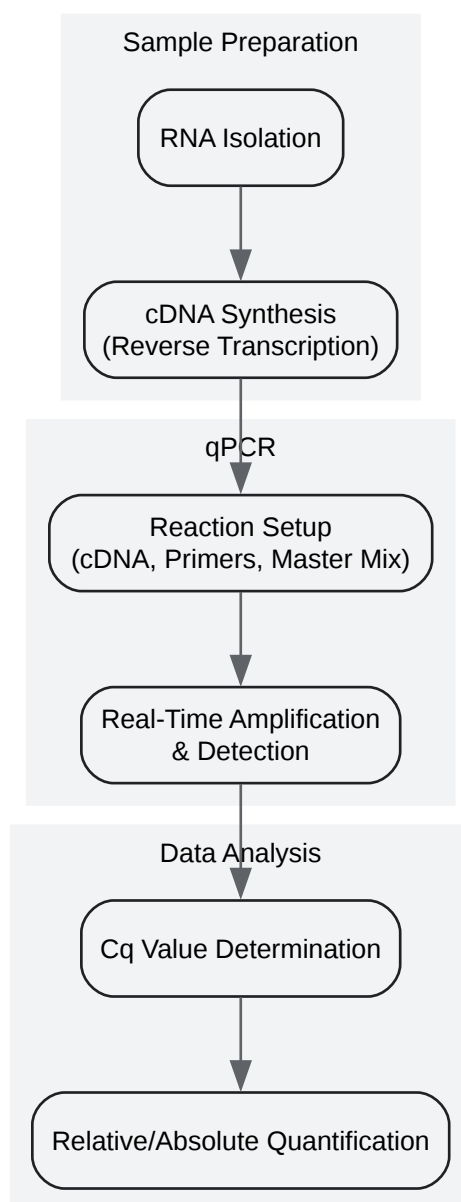 Sample Preparation
RNA Isolation
cDNA Synthesis
(Reverse Transcription)
qPCR
Reaction Setup
(cDNA, Primers, Master Mix)
Real-Time Amplification
& Detection
Data Analysis
Cq Value Determination
Relative/Absolute Quantification